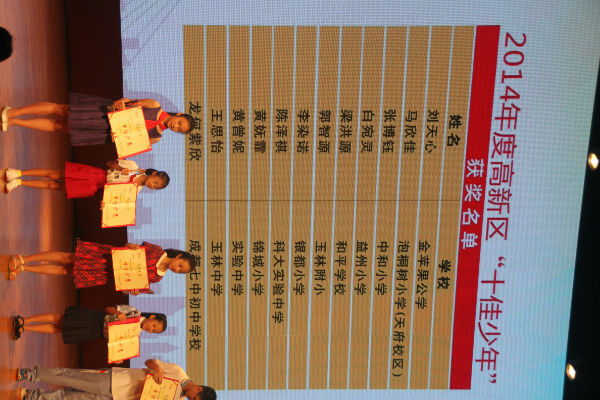 2014年度高新区“十佳少年”
获奖名单
姓名 学校
刘天心 金苹果公学
马欣佳 泡桐树小学(天府校区)
张博钰 中和小学
白宛灵 益州小学
梁洪源 和平学校
郭智源 玉林附小
李染诺 银都小学
陈泽祺 科大实验中学
黄妩霏 锦城小学
黄曾妮 实验中学
王思怡 玉林中学
龙何紫欣 成都七中初中学校